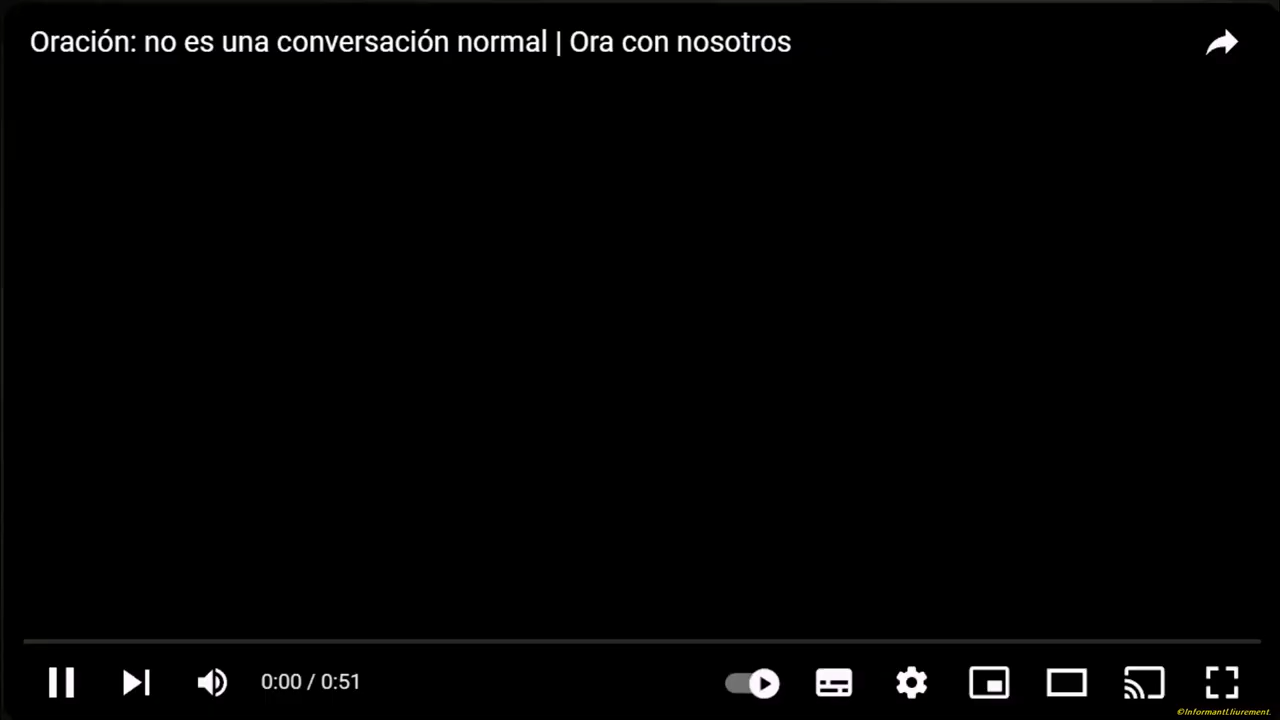 Oración: no es una conversación normal | Ora con nosotros
0:00 / 0:51
©InformantLliurement.